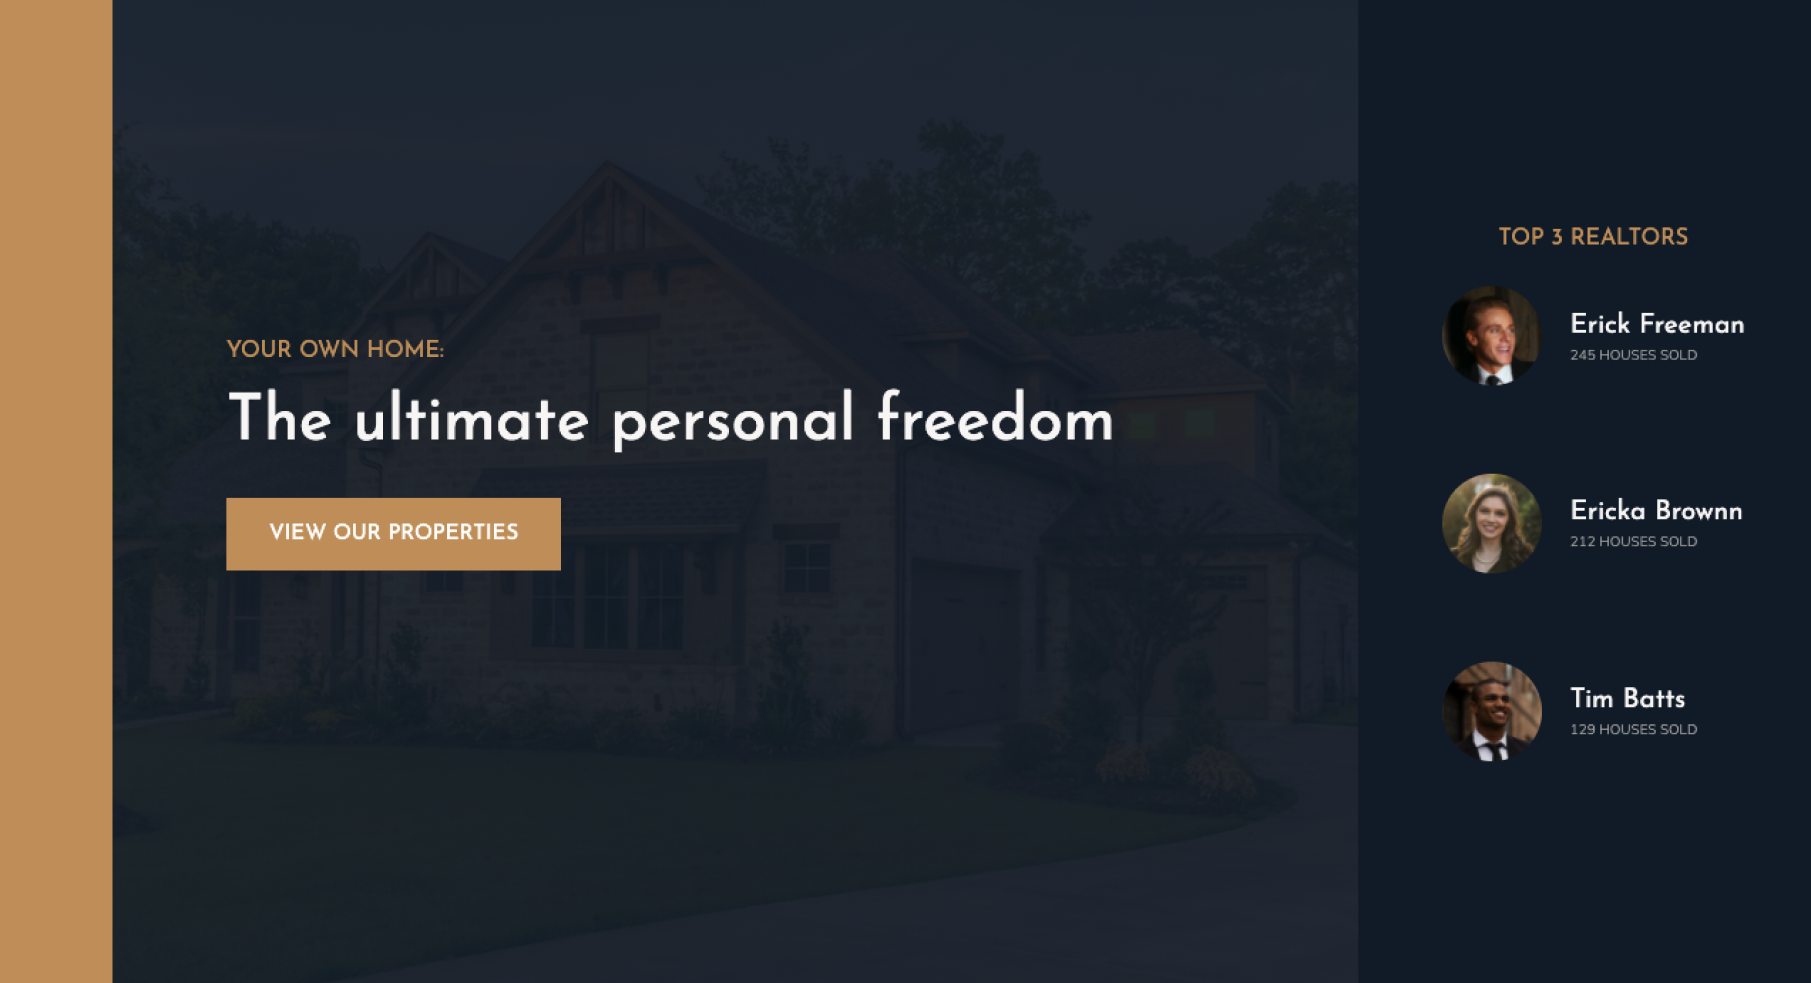 YOUR OWN HOME:
The ultimate personal freedom
VIEW OUR PROPERTIES
TOP 3 REALTORS
Erick Freeman
245 HOUSES SOLD
Ericka Brownn
212 HOUSES SOLD
Tim Batts
129 HOUSES SOLD